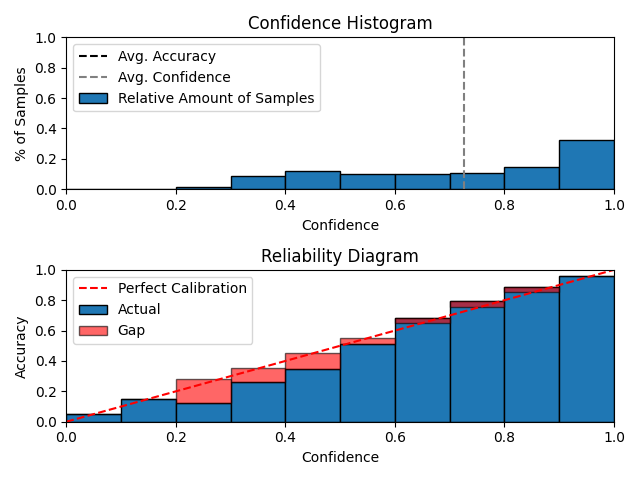 Confidence Histogram
1.0
0.8
0.6
0.4
0.2
0.0
% of Samples
Avg. Accuracy
Avg. Confidence
Relative Amount of Samples
0.0 0.2 0.4 0.6 0.8 1.0
Confidence
Reliability Diagram
1.0
0.8
0.6
0.4
0.2
0.0
Accuracy
Perfect Calibration
Actual
Gap
0.0 0.2 0.4 0.6 0.8 1.0
Confidence